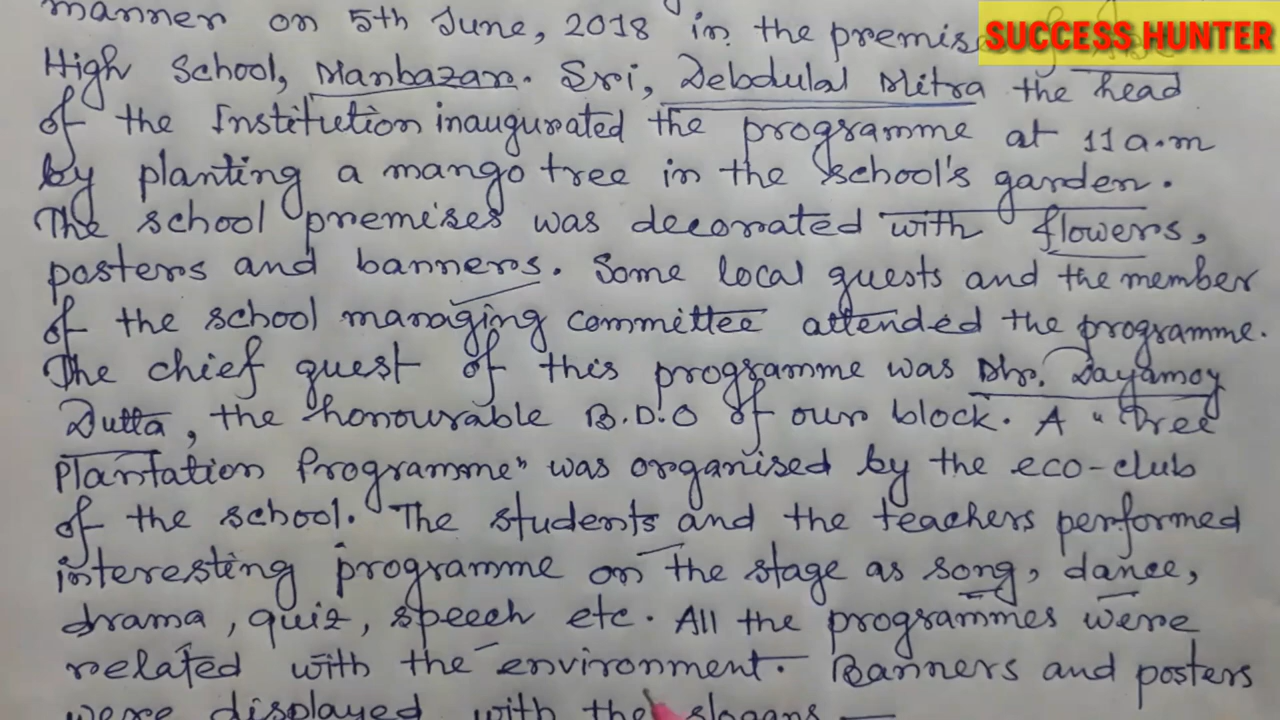 manner on 5th June, 2018 in the premises of
SUCCESS HUNTER
High School, Manbazar. Sri, Debdulal Mitra the head
of the Institution inaugurated the programme at 11 a.m
by planting a mango tree in the school's garden.
The school premises was decorated with flowers,
posters and banners. Some local guests and the member
of the school managing committee attended the programme.
The chief guest of this programme was Dayamoy
Dutta, the honourable B.D.O of our block. A "Tree
Plantation Programme" was organised by the eco-club
of the school. The students and the teachers performed
interesting programme on the stage as song, dance,
drama, quiz, speech etc. All the programmes were
related with the environment. Banners and posters
were displayed with the slogans —